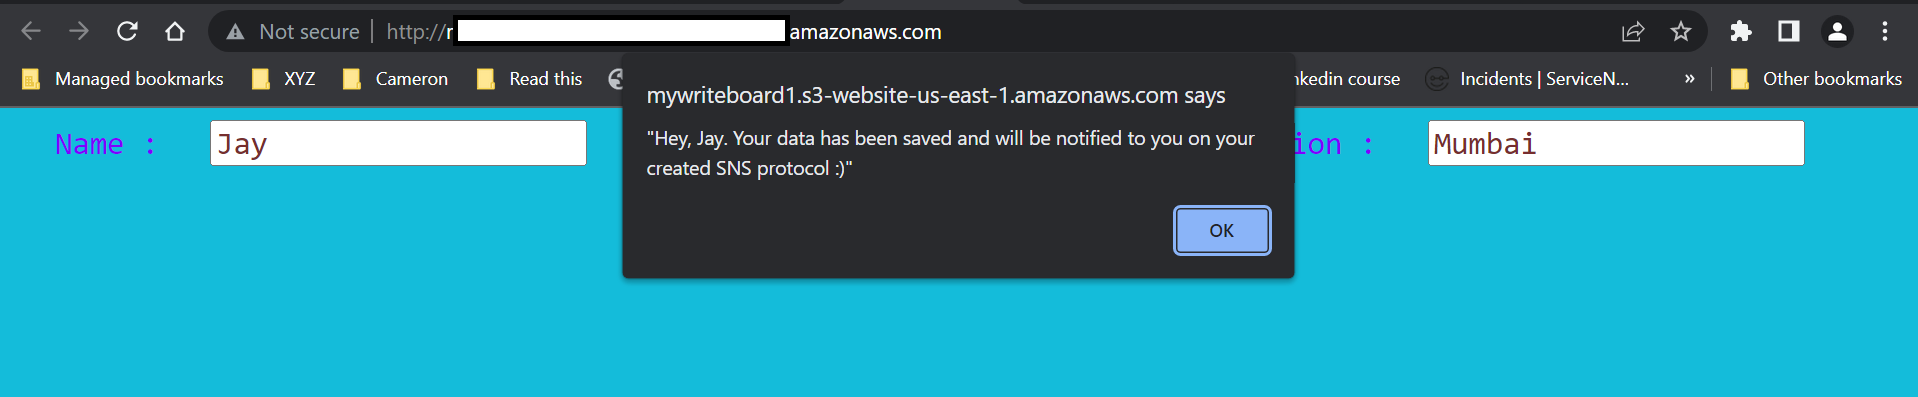 Not secure http:// amazonaws.com
Managed bookmarks XYZ Cameron Read this nkedin course Incidents | ServiceN... » Other bookmarks
mywriteboard1.s3-website-us-east-1.amazonaws.com says
"Hey, Jay. Your data has been saved and will be notified to you on your
created SNS protocol :)"
OK
Name : Jay ion : Mumbai